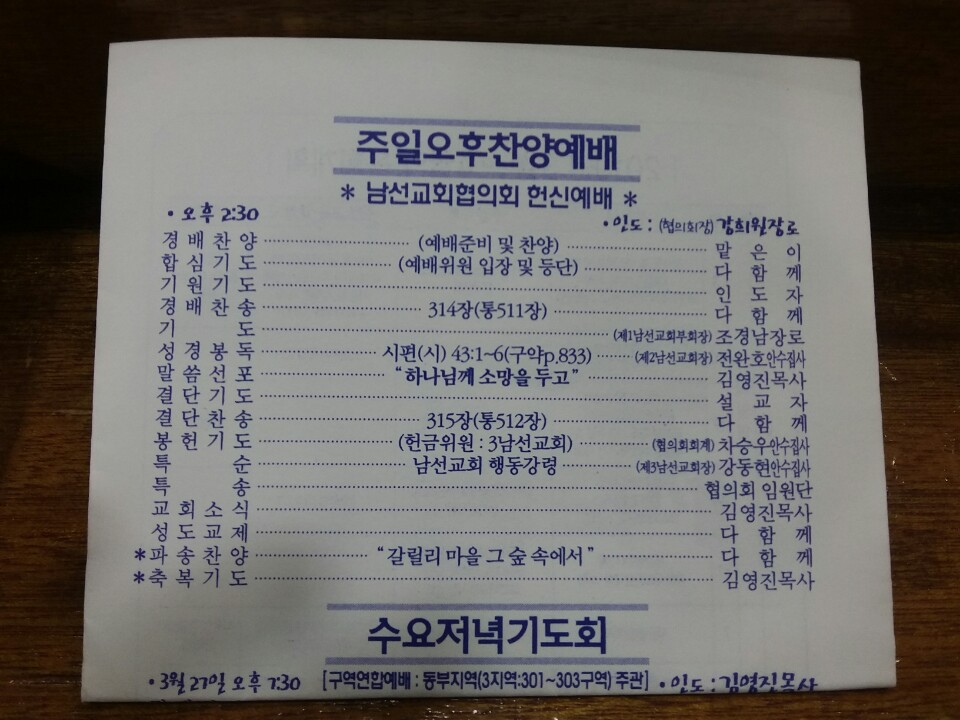 주일오후찬양예배
* 남선교회협의회 헌신예배 *
• 오후 2:30 • 인도 : (협의회장) 강희원장로
경배찬양 (예배준비 및 찬양) 맡은이
합심기도 (예배위원 입장 및 등단) 다함께
기원기도 인도자
경배찬송 314장(통511장) 다함께
기도 (제1남선교회부회장) 조경남장로
성경봉독 시편(시) 43:1~6(구약p.833) (제2남선교회장) 전완호안수집사
말씀선포 “하나님께 소망을 두고” 김영진목사
결단기도 설교자
결단찬송 315장(통512장) 다함께
봉헌기도 (헌금위원 : 3남선교회) (협의회회계) 차승우안수집사
특순 남선교회 행동강령 (제3남선교회장) 강동현안수집사
특송 협의회 임원단
교회소식 김영진목사
성도교제 다함께
*파송찬양 “갈릴리 마을 그 숲 속에서” 다함께
*축복기도 김영진목사
수요저녁기도회
• 3월 27일 오후 7:30 [구역연합예배 : 동부지역(3지역:301~303구역) 주관] • 인도 : 김영진목사